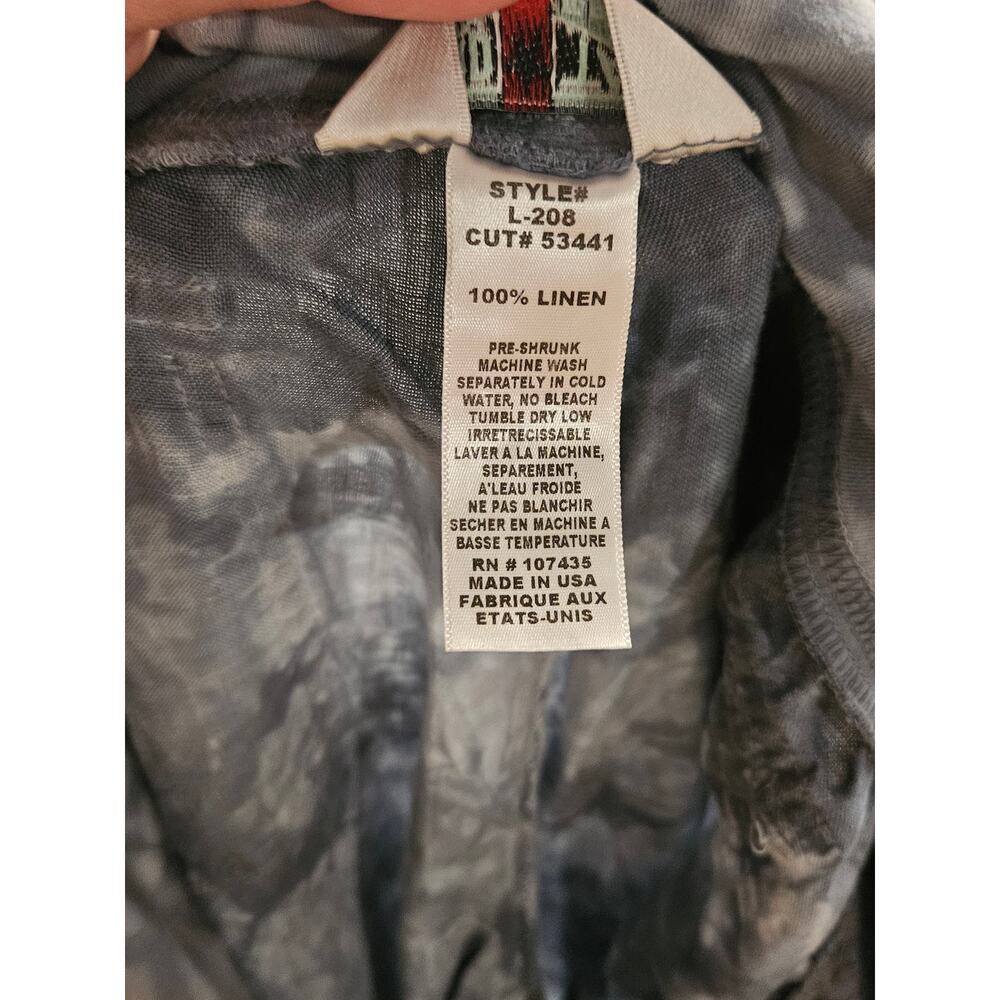 STYLE#
L-208
CUT# 53441
100% LINEN
PRE-SHRUNK
MACHINE WASH
SEPARATELY IN COLD
WATER, NO BLEACH
TUMBLE DRY LOW
IRRETRECISSABLE
LAVER A LA MACHINE,
SEPAREMENT,
A'LEAU FROIDE
NE PAS BLANCHIR
SECHER EN MACHINE A
BASSE TEMPERATURE
RN # 107435
MADE IN USA
FABRIQUE AUX
ETATS-UNIS